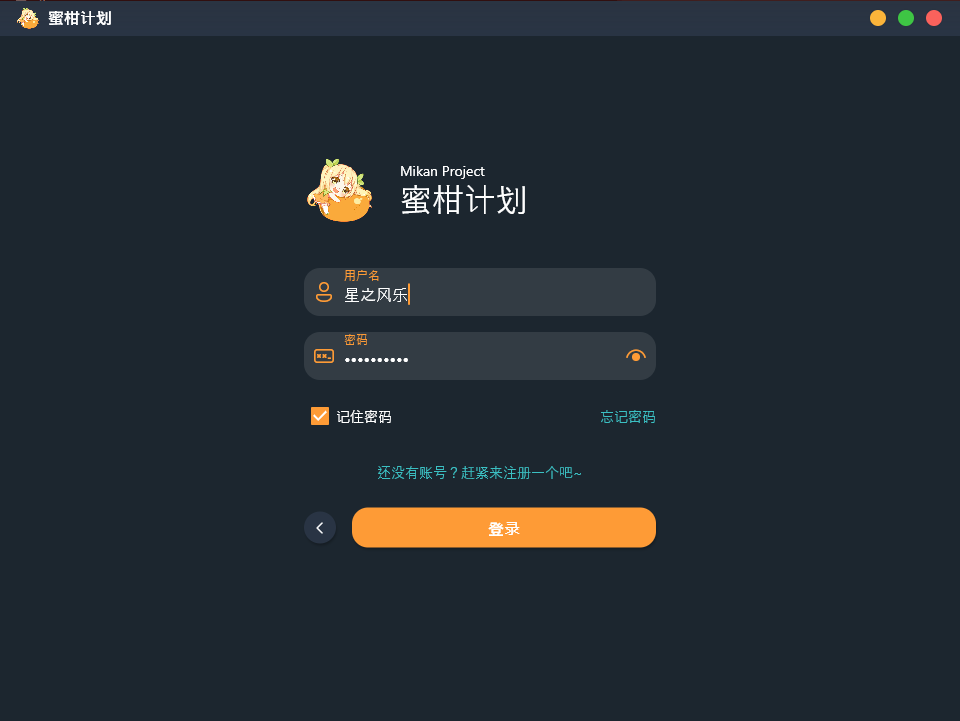 蜜柑计划
Mikan Project
蜜柑计划
用户名
星之风乐
密码
••••••••••
记住密码
忘记密码
还没有账号？赶紧来注册一个吧~
登录